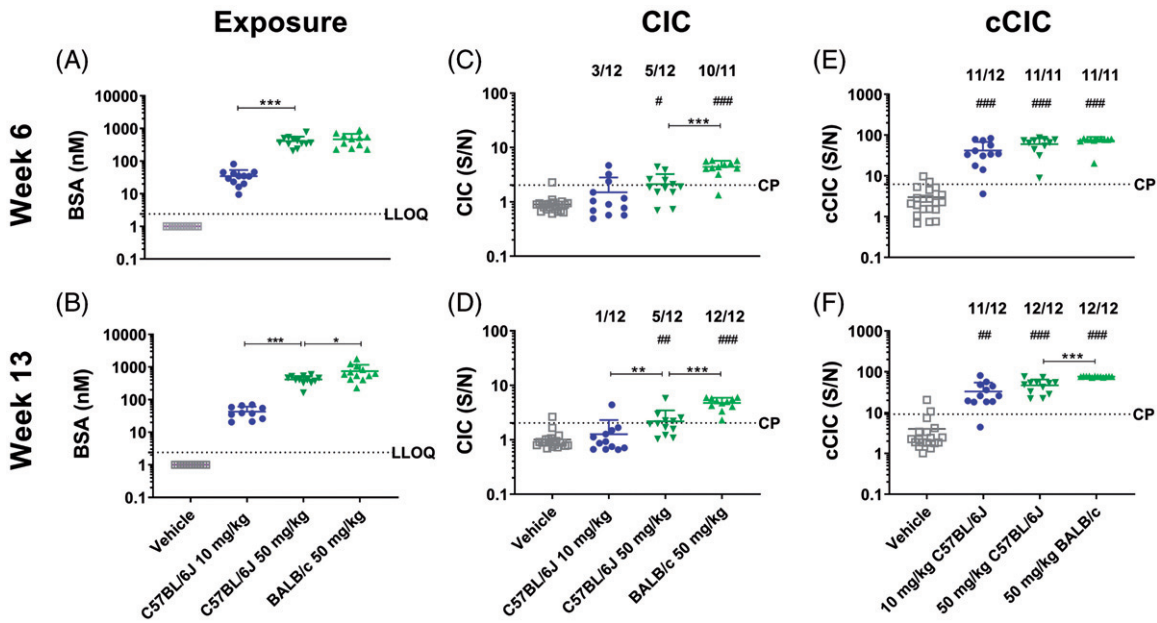 Exposure
CIC
cCIC
Week 6
(A)
BSA (nM)
10000
1000
100
10
1
0.1
***
LLOQ
(C)
CIC (S/N)
100
10
1
0.1
3/12 5/12 10/11
# ###
***
CP
(E)
cCIC (S/N)
1000
100
10
1
0.1
11/12 11/11 11/11
### ### ###
CP
Week 13
(B)
BSA (nM)
10000
1000
100
10
1
0.1
*** *
LLOQ
Vehicle
C57BL/6J 10 mg/kg
C57BL/6J 50 mg/kg
BALB/c 50 mg/kg
(D)
CIC (S/N)
100
10
1
0.1
1/12 5/12 12/12
## ###
** ***
CP
Vehicle
C57BL/6J 10 mg/kg
C57BL/6J 50 mg/kg
BALB/c 50 mg/kg
(F)
cCIC (S/N)
1000
100
10
1
0.1
11/12 12/12 12/12
## ### ###
***
CP
Vehicle
10 mg/kg C57BL/6J
50 mg/kg C57BL/6J
50 mg/kg BALB/c